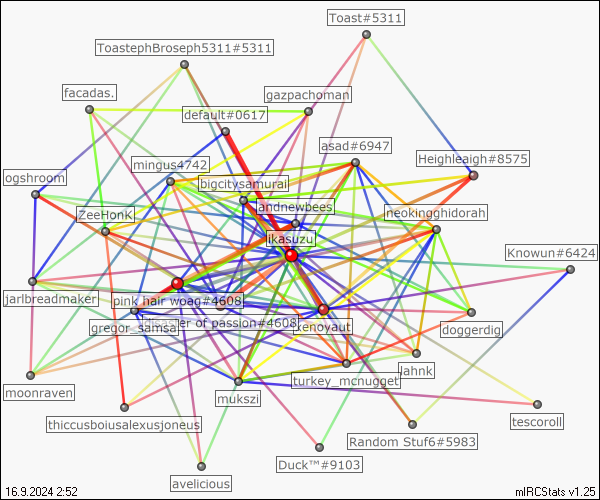 Toast#5311
ToastephBroseph5311#5311
facadas.
gazpachoman
default#0617
asad#6947
mingus4742
Heighleaigh#8575
ogshroom
bigcitysamurai
andnewbees
neokingghidorah
ZeeHonk
ikasuzu
Knowun#6424
jarlbreadmaker
pink hair woag#4608
of passion#4608
gregor_samsa
xenoyaut
doggerdig
lahnk
moonraven
turkey_mcnugget
mukszi
thiccusboiusalexusjoneus
tescoroll
Random Stuf6#5983
Duck™#9103
avelicious
16.9.2024 2:52
mIRCStats v1.25